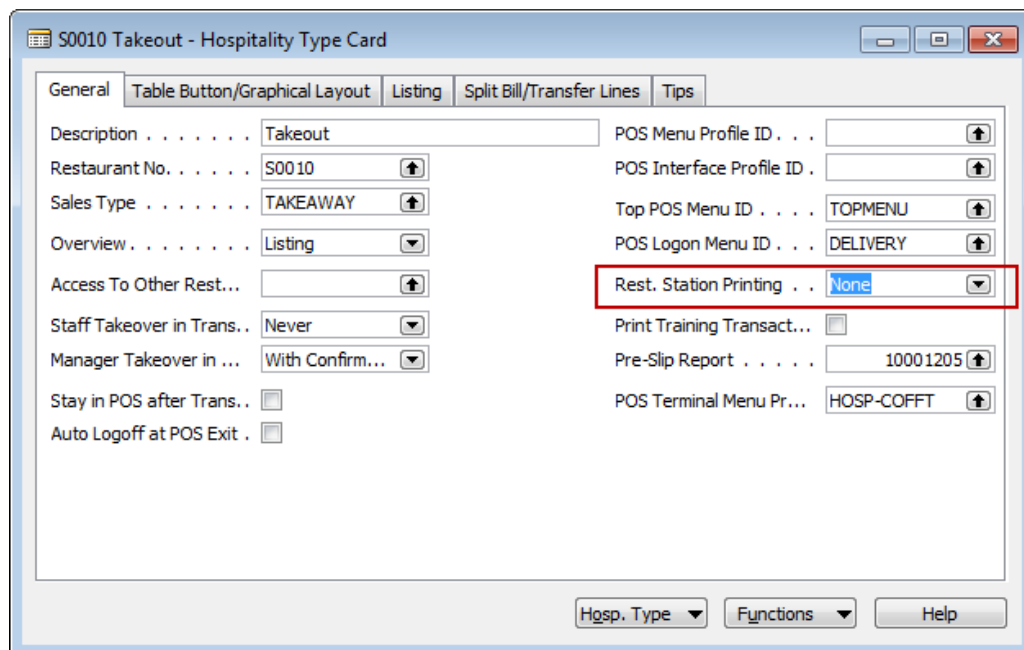 S0010 Takeout - Hospitality Type Card
General Table Button/Graphical Layout Listing Split Bill/Transfer Lines Tips
Description . . . . . . . Takeout
Restaurant No. . . . . . S0010
Sales Type . . . . . . . TAKEAWAY
Overview. . . . . . . . Listing
Access To Other Rest...
Staff Takeover in Trans. . Never
Manager Takeover in ... With Confirm...
Stay in POS after Trans. .
Auto Logoff at POS Exit .
POS Menu Profile ID. . .
POS Interface Profile ID .
Top POS Menu ID . . . . TOPMENU
POS Logon Menu ID . . . DELIVERY
Rest. Station Printing . . None
Print Training Transact...
Pre-Slip Report . . . . . 10001205
POS Terminal Menu Pr... HOSP-COFFT
Hosp. Type Functions Help